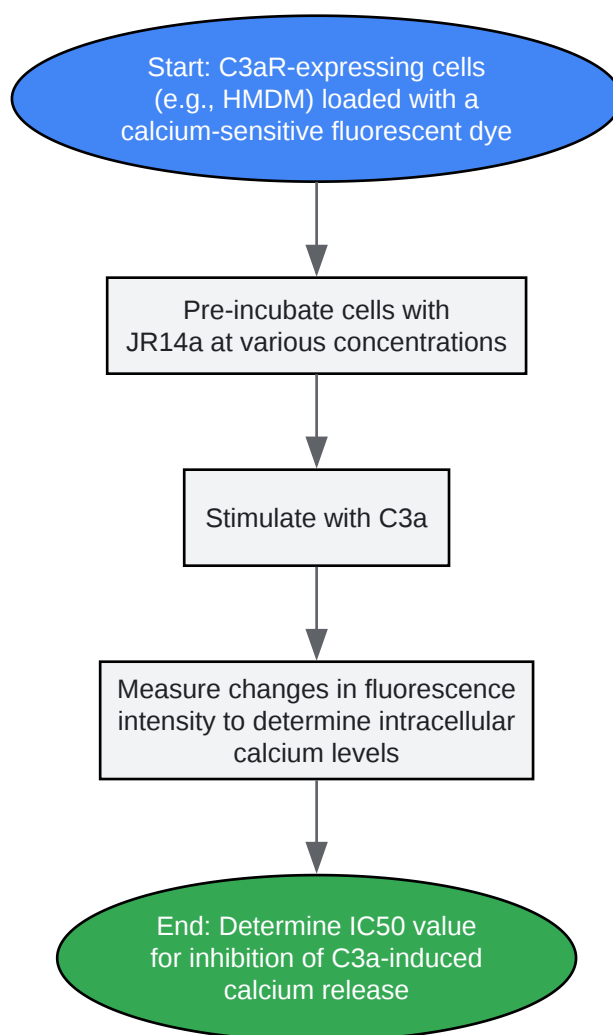 Start: C3aR-expressing cells
(e.g., HMDM) loaded with a
calcium-sensitive fluorescent dye
Pre-incubate cells with
JR14a at various concentrations
Stimulate with C3a
Measure changes in fluorescence
intensity to determine intracellular
calcium levels
End: Determine IC50 value
for inhibition of C3a-induced
calcium release